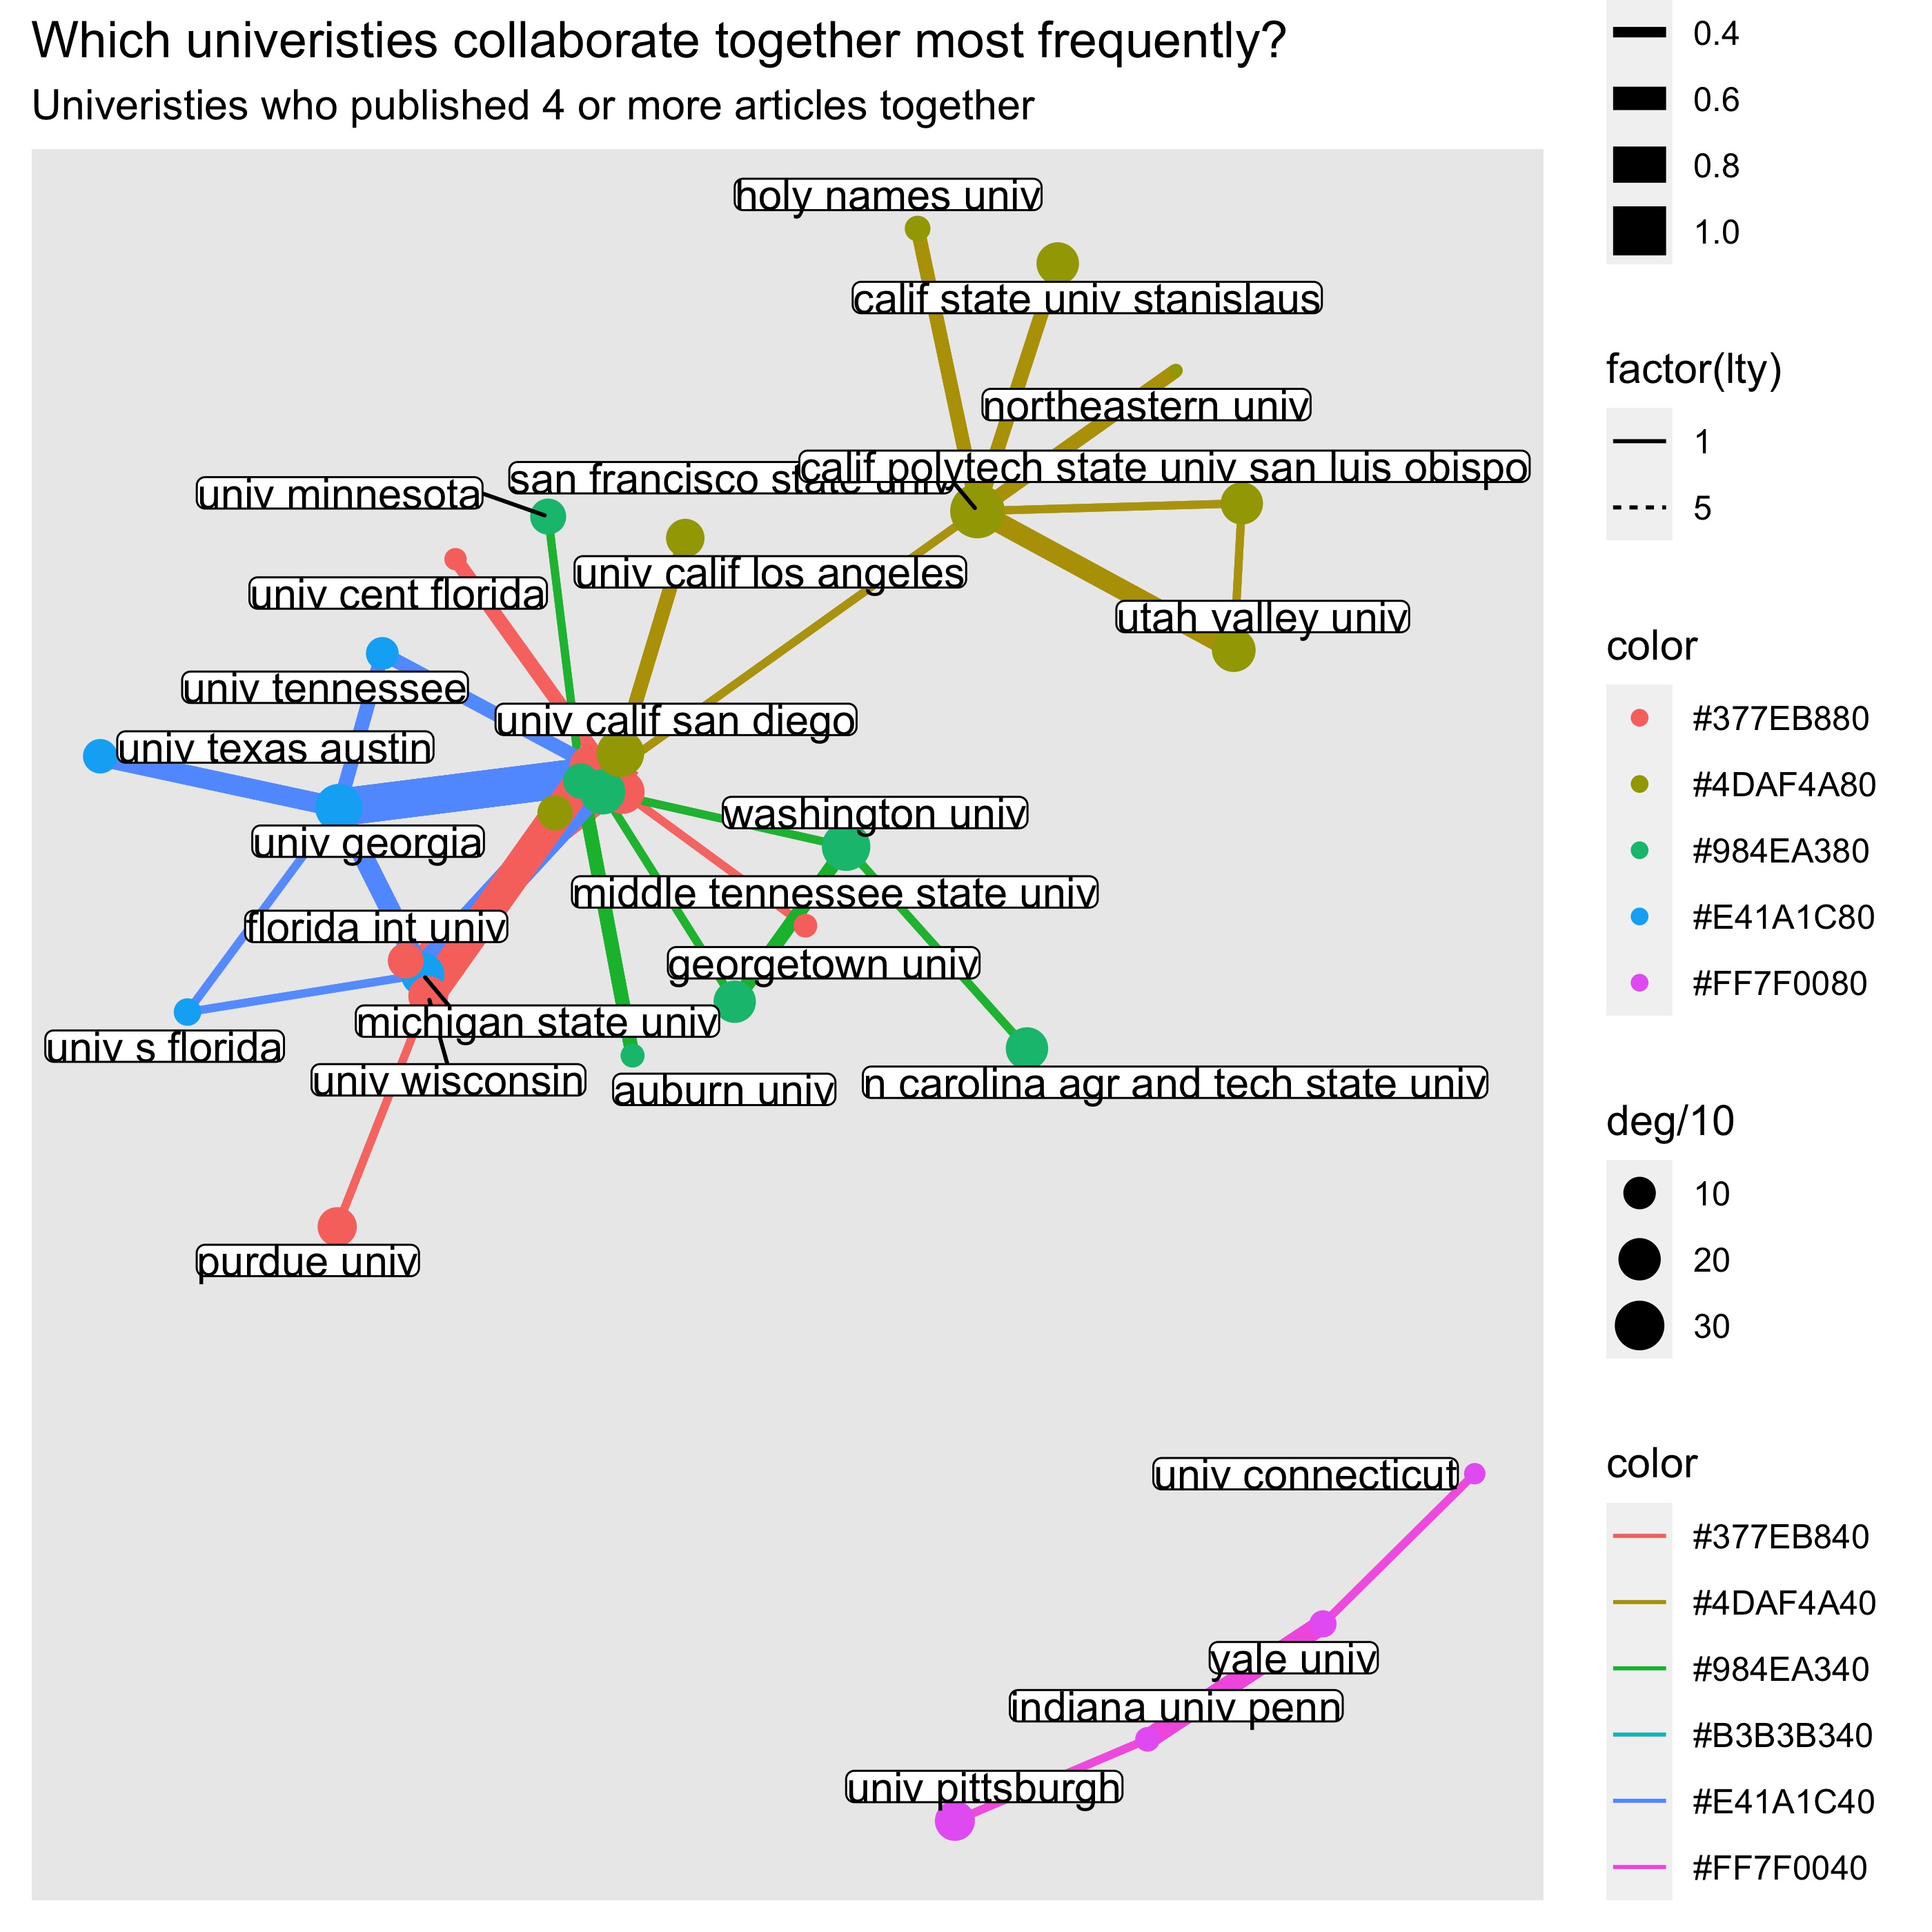 Which univeristies collaborate together most frequently?
Univeristies who published 4 or more articles together
holy names univ
calif state univ stanislaus
northeastern univ
calif polytech state univ san luis obispo
san francisco state univ
univ minnesota
univ calif los angeles
univ cent florida
utah valley univ
univ tennessee
univ calif san diego
univ texas austin
washington univ
univ georgia
middle tennessee state univ
florida int univ
georgetown univ
michigan state univ
univ s florida
univ wisconsin
auburn univ
n carolina agr and tech state univ
purdue univ
univ connecticut
yale univ
indiana univ penn
univ pittsburgh
0.4
0.6
0.8
1.0
factor(lty)
1
5
color
#377EB880
#4DAF4A80
#984EA380
#E41A1C80
#FF7F0080
deg/10
10
20
30
color
#377EB840
#4DAF4A40
#984EA340
#B3B3B340
#E41A1C40
#FF7F0040